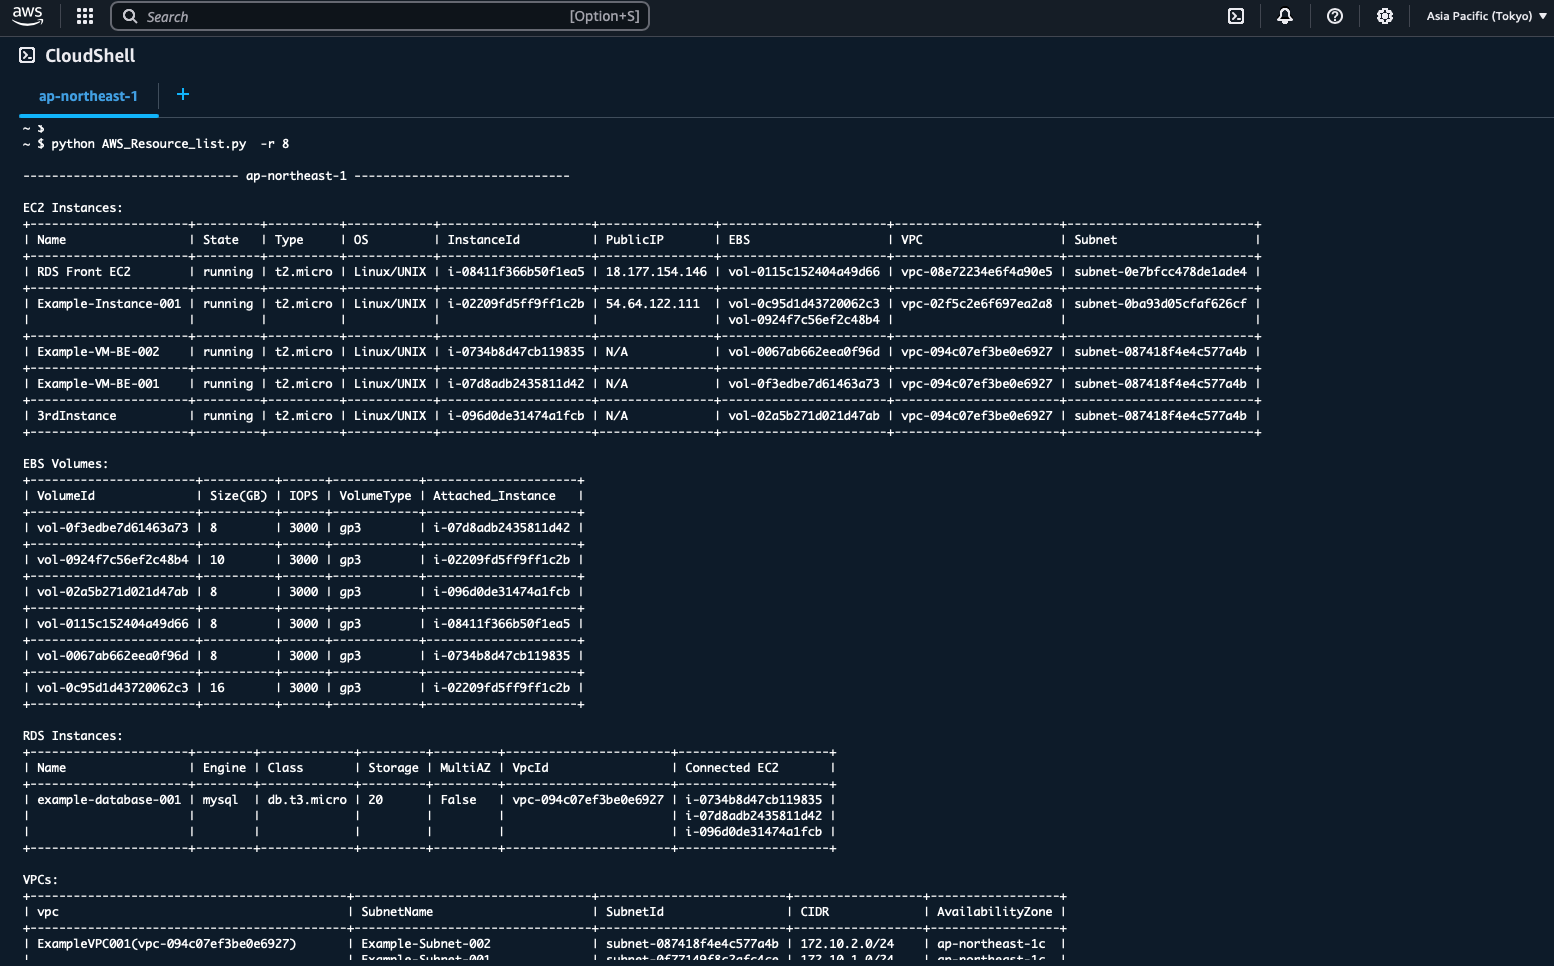 aws
Search [Option+S]
Asia Pacific (Tokyo) ▼
CloudShell
ap-northeast-1 +
~ $
~ $ python AWS_Resource_list.py  -r 8
------------------------------ ap-northeast-1 ------------------------------
EC2 Instances:
| Name | State | Type | OS | InstanceId | PublicIP | EBS | VPC | Subnet |
| RDS Front EC2 | running | t2.micro | Linux/UNIX | i-08411f366b50f1ea5 | 18.177.154.146 | vol-0115c152404a49d66 | vpc-08e72234e6f4a90e5 | subnet-0e7bfcc478de1ade4 |
| Example-Instance-001 | running | t2.micro | Linux/UNIX | i-02209fd5ff9ff1c2b | 54.64.122.111 | vol-0c95d1d43720062c3 | vpc-02f5c2e6f697ea2a8 | subnet-0ba93d05cfaf626cf |
| | | | | | | vol-0924f7c56ef2c48b4 | | |
| Example-VM-BE-002 | running | t2.micro | Linux/UNIX | i-0734b8d47cb119835 | N/A | vol-0067ab662eea0f96d | vpc-094c07ef3be0e6927 | subnet-087418f4e4c577a4b |
| Example-VM-BE-001 | running | t2.micro | Linux/UNIX | i-07d8adb2435811d42 | N/A | vol-0f3edbe7d61463a73 | vpc-094c07ef3be0e6927 | subnet-087418f4e4c577a4b |
| 3rdInstance | running | t2.micro | Linux/UNIX | i-096d0de31474a1fcb | N/A | vol-02a5b271d021d47ab | vpc-094c07ef3be0e6927 | subnet-087418f4e4c577a4b |
EBS Volumes:
| VolumeId | Size(GB) | IOPS | VolumeType | Attached_Instance |
| vol-0f3edbe7d61463a73 | 8 | 3000 | gp3 | i-07d8adb2435811d42 |
| vol-0924f7c56ef2c48b4 | 10 | 3000 | gp3 | i-02209fd5ff9ff1c2b |
| vol-02a5b271d021d47ab | 8 | 3000 | gp3 | i-096d0de31474a1fcb |
| vol-0115c152404a49d66 | 8 | 3000 | gp3 | i-08411f366b50f1ea5 |
| vol-0067ab662eea0f96d | 8 | 3000 | gp3 | i-0734b8d47cb119835 |
| vol-0c95d1d43720062c3 | 16 | 3000 | gp3 | i-02209fd5ff9ff1c2b |
RDS Instances:
| Name | Engine | Class | Storage | MultiAZ | VpcId | Connected EC2 |
| example-database-001 | mysql | db.t3.micro | 20 | False | vpc-094c07ef3be0e6927 | i-0734b8d47cb119835 |
| | | | | | | i-07d8adb2435811d42 |
| | | | | | | i-096d0de31474a1fcb |
VPCs:
| vpc | SubnetName | SubnetId | CIDR | AvailabilityZone |
| ExampleVPC001(vpc-094c07ef3be0e6927) | Example-Subnet-002 | subnet-087418f4e4c577a4b | 172.10.2.0/24 | ap-northeast-1c |
| | Example-Subnet-001 | | 172.10.1.0/24 | ap-northeast-1c |